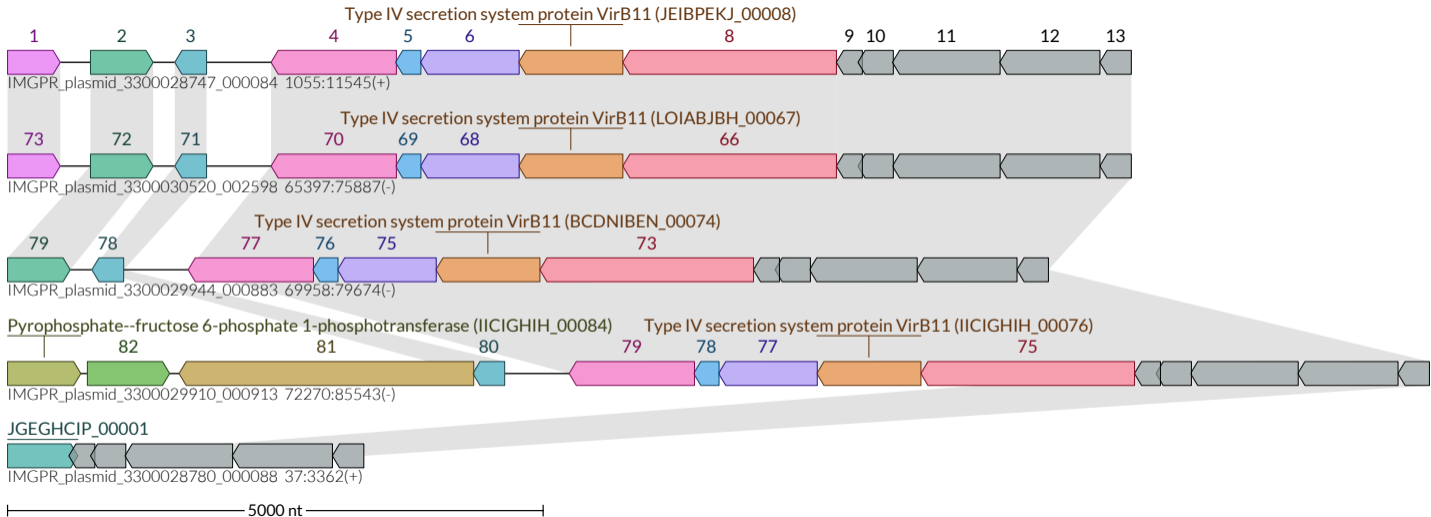 Type IV secretion system protein VirB11 (JEIBPEKJ_00008)
1 2 3 4 5 6 8 9 10 11 12 13
IMGPR_plasmid_3300028747_000084 1055:11545(+)
Type IV secretion system protein VirB11 (LOIABJBH_00067)
73 72 71 70 69 68 66
IMGPR_plasmid_3300030520_002598 65397:75887(-)
Type IV secretion system protein VirB11 (BCDNIBEN_00074)
79 78 77 76 75 73
IMGPR_plasmid_3300029944_000883 69958:79674(-)
Pyrophosphate--fructose 6-phosphate 1-phosphotransferase (IICIGHIH_00084) Type IV secretion system protein VirB11 (IICIGHIH_00076)
82 81 80 79 78 77 75
IMGPR_plasmid_3300029910_000913 72270:85543(-)
JGEGHCIP_00001
IMGPR_plasmid_3300028780_000088 37:3362(+)
5000 nt